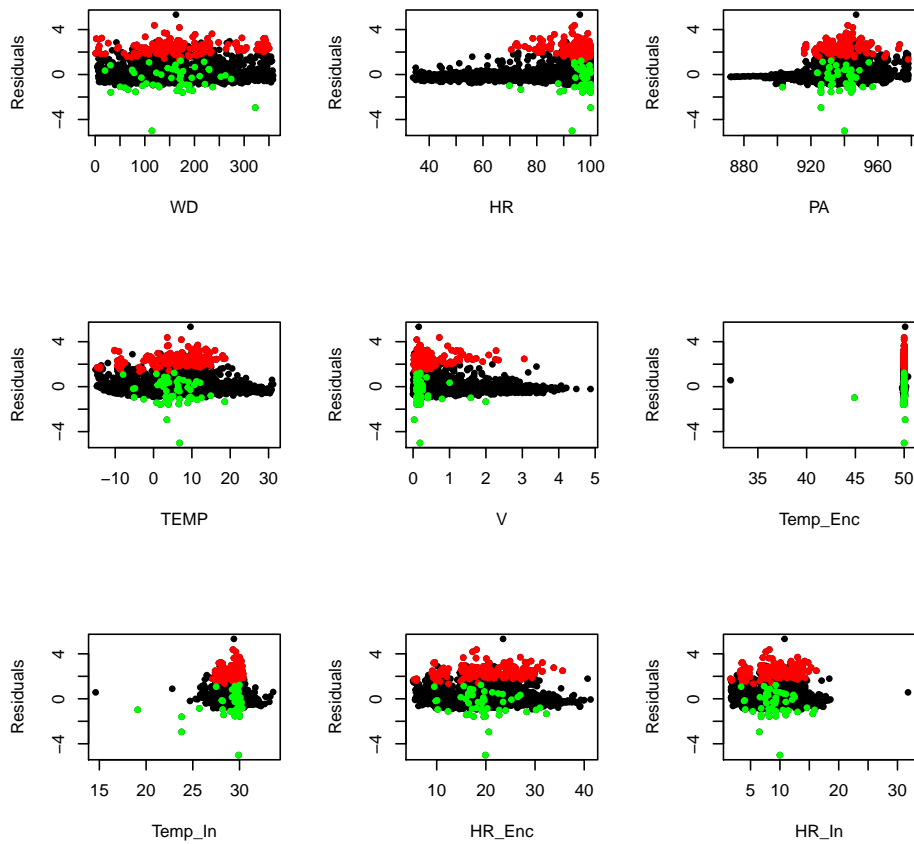 Residuals
4
0
−4
0 100 200 300
WD
Residuals
4
0
−4
40 60 80 100
HR
Residuals
4
0
−4
880 920 960
PA
Residuals
4
0
−4
−10 0 10 20 30
TEMP
Residuals
4
0
−4
0 1 2 3 4 5
V
Residuals
4
0
−4
35 40 45 50
Temp_Enc
Residuals
4
0
−4
15 20 25 30
Temp_In
Residuals
4
0
−4
10 20 30 40
HR_Enc
Residuals
4
0
−4
5 10 20 30
HR_In